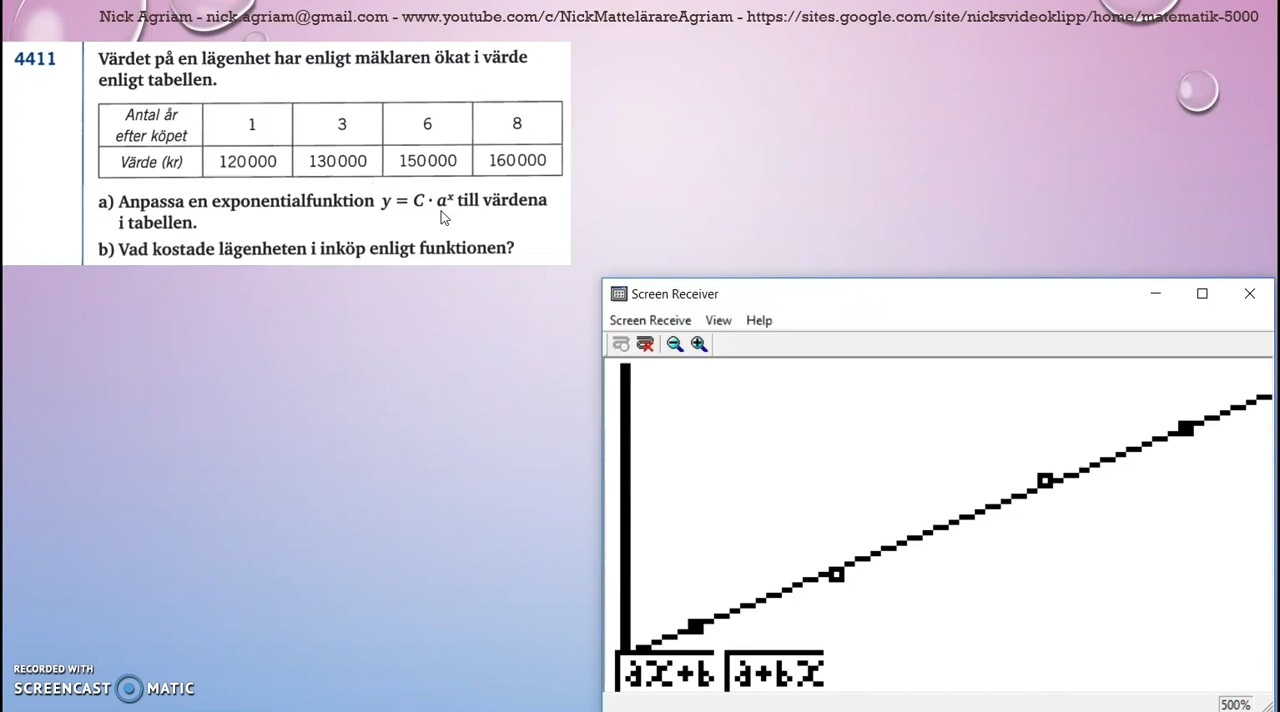 Nick Agriam - nick.agriam@gmail.com - www.youtube.com/c/NickMattelärareAgriam - https://sites.google.com/site/nicksvideoklipp/home/matematik-5000
4411 Värdet på en lägenhet har enligt mäklaren ökat i värde
enligt tabellen.
Antal år
efter köpet 1 3 6 8
Värde (kr) 120 000 130 000 150 000 160 000
a) Anpassa en exponentialfunktion y = C · aˣ till värdena
i tabellen.
b) Vad kostade lägenheten i inköp enligt funktionen?
Screen Receiver
Screen Receive View Help
aX+b a+bX
RECORDED WITH
SCREENCAST MATIC
500%